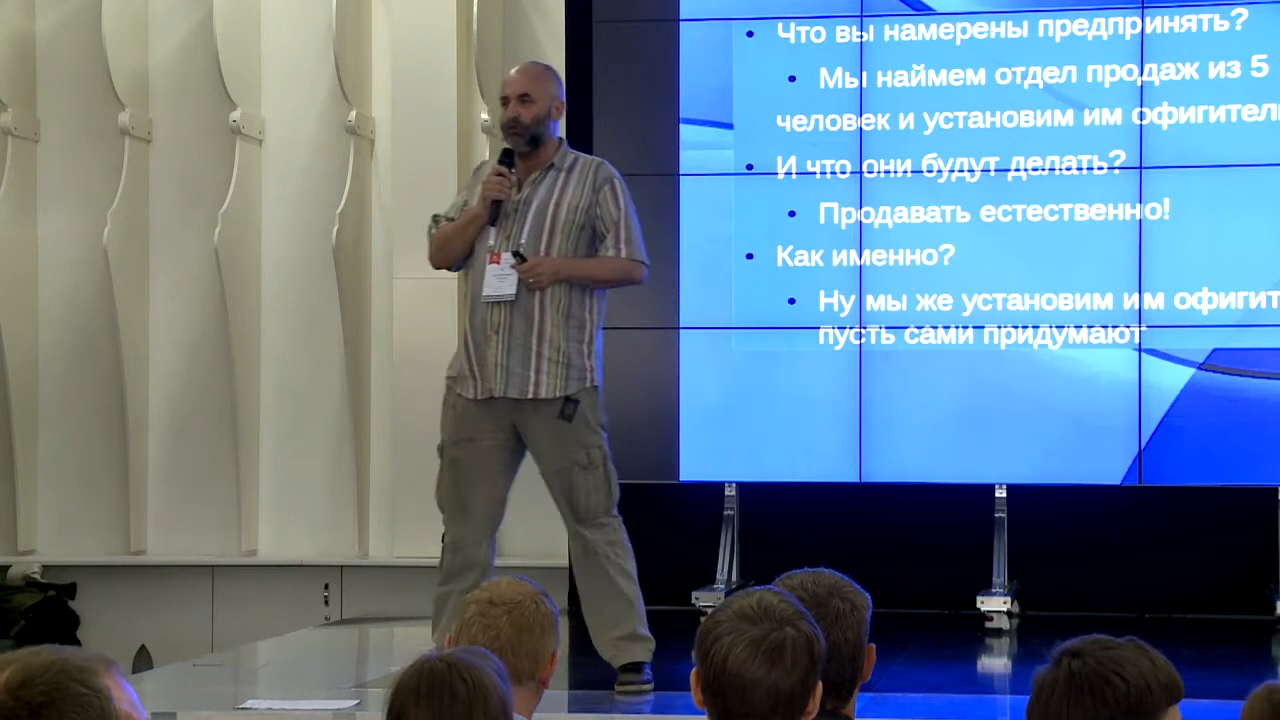 Что вы намерены предпринять?
Мы наймем отдел продаж из 5
человек и установим им
И что они будут делать?
Продавать естественно!
Как именно?
Ну мы же установим им
пусть сами придумают